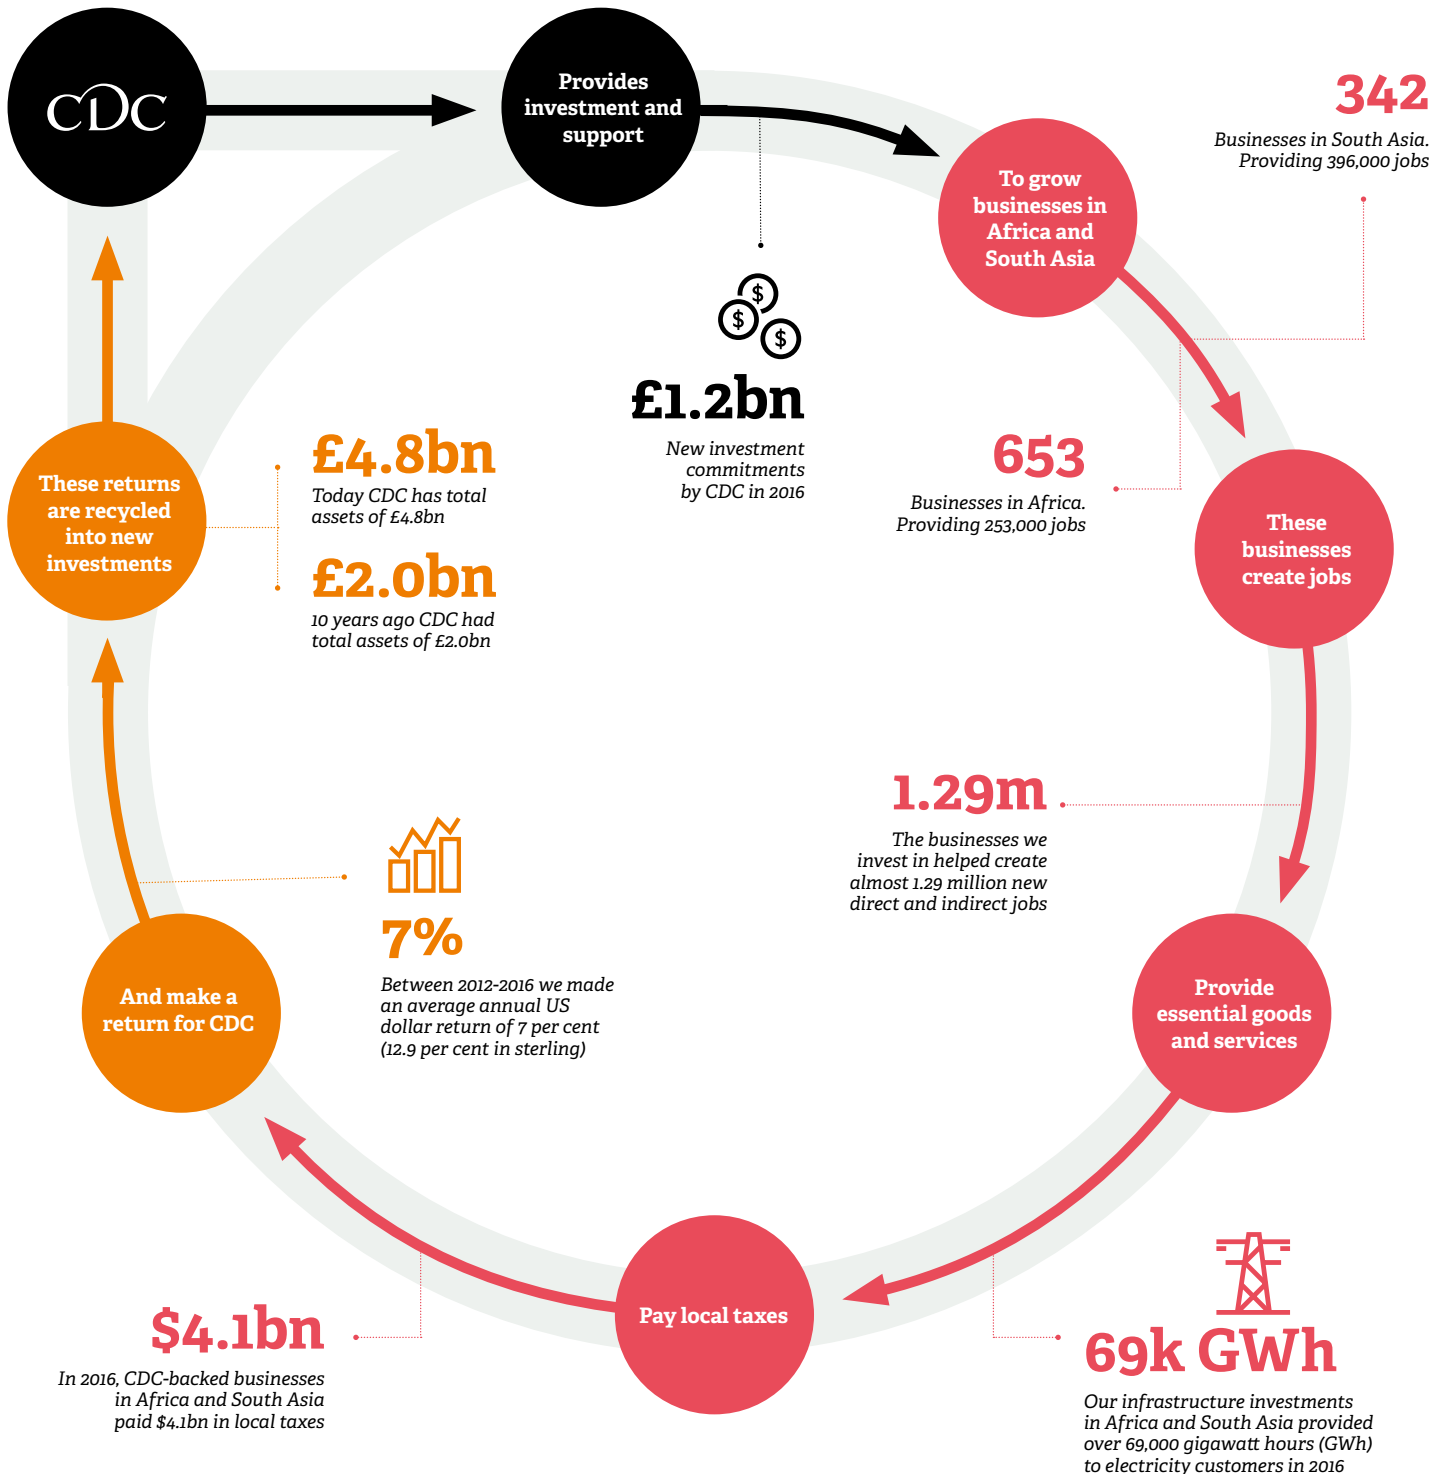 CDC
Provides
investment and
support
To grow
businesses in
Africa and
South Asia
342
Businesses in South Asia.
Providing 396,000 jobs
$
$
$
£1.2bn
New investment
commitments
by CDC in 2016
653
Businesses in Africa.
Providing 253,000 jobs
These
businesses
create jobs
1.29m
The businesses we
invest in helped create
almost 1.29 million new
direct and indirect jobs
Provide
essential goods
and services
69k GWh
Our infrastructure investments
in Africa and South Asia provided
over 69,000 gigawatt hours (GWh)
to electricity customers in 2016
Pay local taxes
$4.1bn
In 2016, CDC-backed businesses
in Africa and South Asia
paid $4.1bn in local taxes
And make a
return for CDC
7%
Between 2012-2016 we made
an average annual US
dollar return of 7 per cent
(12.9 per cent in sterling)
These returns
are recycled
into new
investments
£4.8bn
Today CDC has total
assets of £4.8bn
£2.0bn
10 years ago CDC had
total assets of £2.0bn